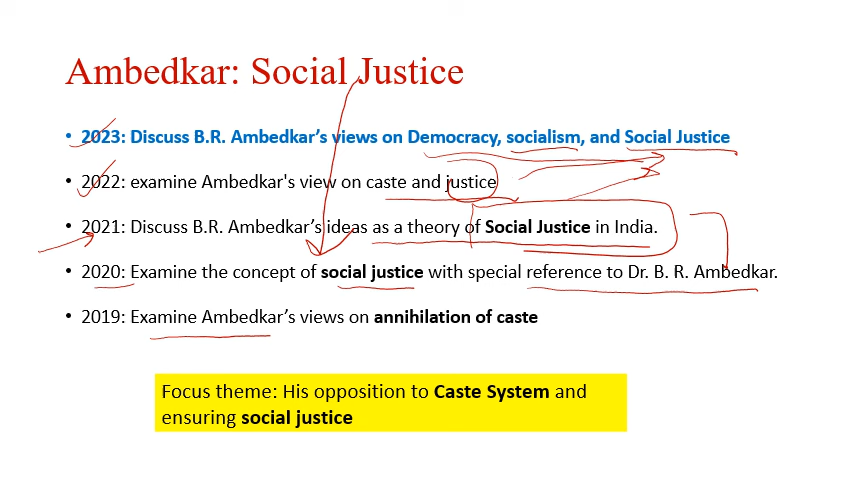 Ambedkar: Social Justice
• 2023: Discuss B.R. Ambedkar’s views on Democracy, socialism, and Social Justice
• 2022: examine Ambedkar's view on caste and justice
• 2021: Discuss B.R. Ambedkar’s ideas as a theory of Social Justice in India.
• 2020: Examine the concept of social justice with special reference to Dr. B. R. Ambedkar.
• 2019: Examine Ambedkar’s views on annihilation of caste
Focus theme: His opposition to Caste System and
ensuring social justice